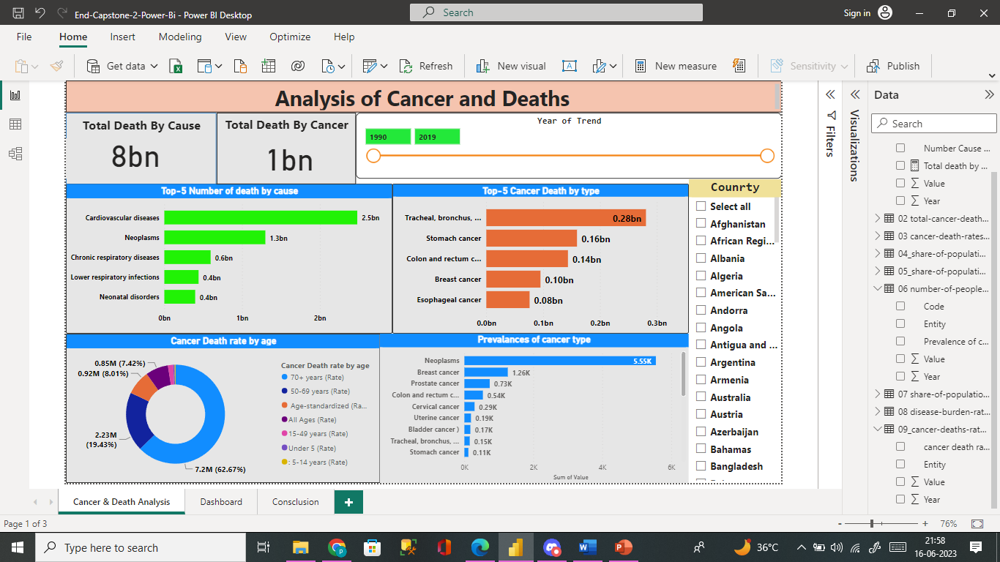 End-Capstone-2-Power-Bi - Power BI Desktop
Search
Sign in
File Home Insert Modeling View Optimize Help
Get data
Refresh
New visual
New measure
Sensitivity
Publish
Analysis of Cancer and Deaths
Total Death By Cause
8bn
Total Death By Cancer
1bn
Year of Trend
1990 2019
Top-5 Number of death by cause
Cardiovascular diseases 2.5bn
Neoplasms 1.3bn
Chronic respiratory diseases 0.6bn
Lower respiratory infections 0.4bn
Neonatal disorders 0.4bn
0bn 1bn 2bn
Top-5 Cancer Death by type
Tracheal, bronchus, ... 0.28bn
Stomach cancer 0.16bn
Colon and rectum c... 0.14bn
Breast cancer 0.10bn
Esophageal cancer 0.08bn
0.0bn 0.1bn 0.2bn 0.3bn
Counrty
Select all
Afghanistan
African Regi...
Albania
Algeria
American Sa...
Andorra
Angola
Antigua and ...
Argentina
Armenia
Australia
Austria
Azerbaijan
Bahamas
Bangladesh
Cancer Death rate by age
0.85M (7.42%)
0.92M (8.01%)
2.23M
(19.43%)
7.2M (62.67%)
Cancer Death rate by age
70+ years (Rate)
50-69 years (Rate)
Age-standardized (Ra...
All Ages (Rate)
15-49 years (Rate)
Under 5 (Rate)
: 5-14 years (Rate)
Prevalances of cancer type
Neoplasms 5.55K
Breast cancer 1.26K
Prostate cancer 0.73K
Colon and rectum c... 0.54K
Cervical cancer 0.29K
Uterine cancer 0.19K
Bladder cancer ) 0.17K
Tracheal, bronchus, ... 0.15K
Stomach cancer 0.11K
0K 2K 4K 6K
Sum of Value
Filters
Visualizations
Data
Search
Number Cause ...
Total death by ...
Value
Year
02 total-cancer-death...
03 cancer-death-rates...
04_share-of-populati...
05_share-of-populati...
06 number-of-people...
Code
Entity
Prevalence of c...
Value
Year
07 share-of-populatio...
08 disease-burden-rat...
09_cancer-deaths-rat...
cancer death ra...
Entity
Value
Year
Cancer & Death Analysis Dashboard Consclusion
Page 1 of 3
76%
Type here to search
36°C
21:58
16-06-2023